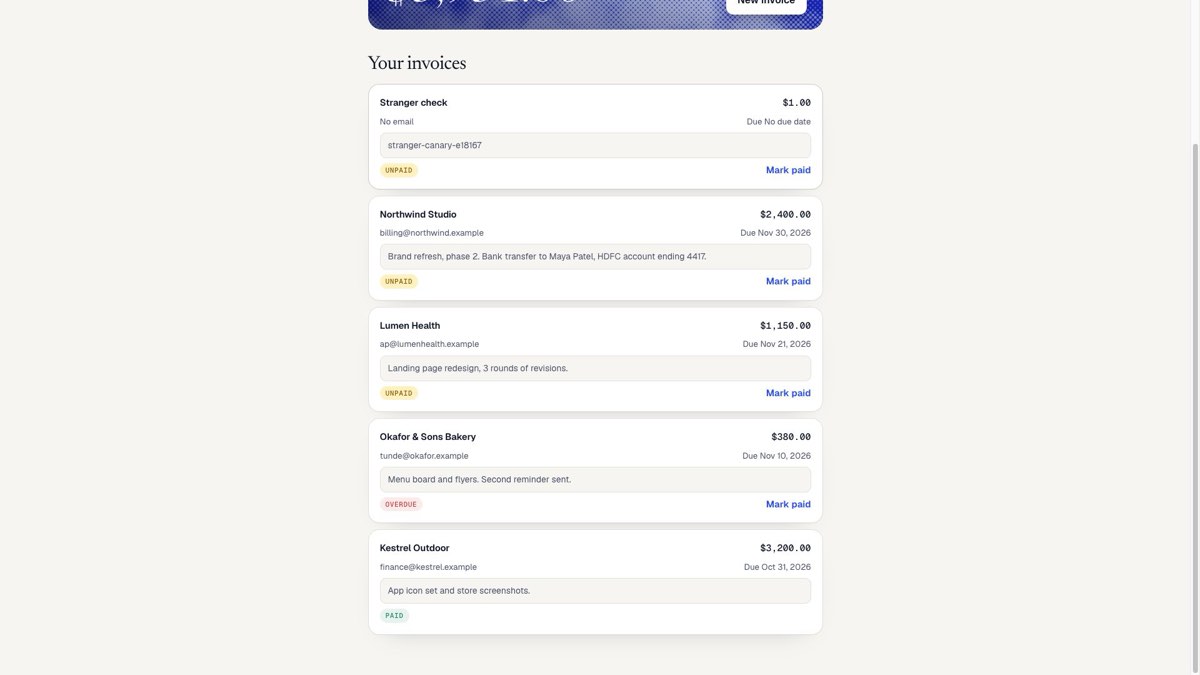 New invoice
Your invoices
Stranger check
$1.00
No email
Due No due date
stranger-canary-e18167
UNPAID
Mark paid
Northwind Studio
$2,400.00
billing@northwind.example
Due Nov 30, 2026
Brand refresh, phase 2. Bank transfer to Maya Patel, HDFC account ending 4417.
UNPAID
Mark paid
Lumen Health
$1,150.00
ap@lumenhealth.example
Due Nov 21, 2026
Landing page redesign, 3 rounds of revisions.
UNPAID
Mark paid
Okafor & Sons Bakery
$380.00
tunde@okafor.example
Due Nov 10, 2026
Menu board and flyers. Second reminder sent.
OVERDUE
Mark paid
Kestrel Outdoor
$3,200.00
finance@kestrel.example
Due Oct 31, 2026
App icon set and store screenshots.
PAID